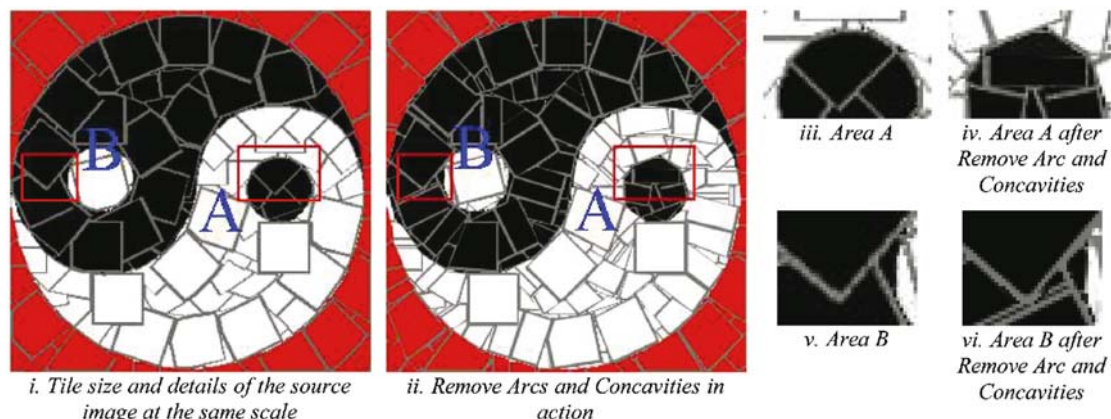 B
A
B
A
i. Tile size and details of the source
image at the same scale
ii. Remove Arcs and Concavities in
action
iii. Area A
iv. Area A after
Remove Arc and
Concavities
v. Area B
vi. Area B after
Remove Arc and
Concavities